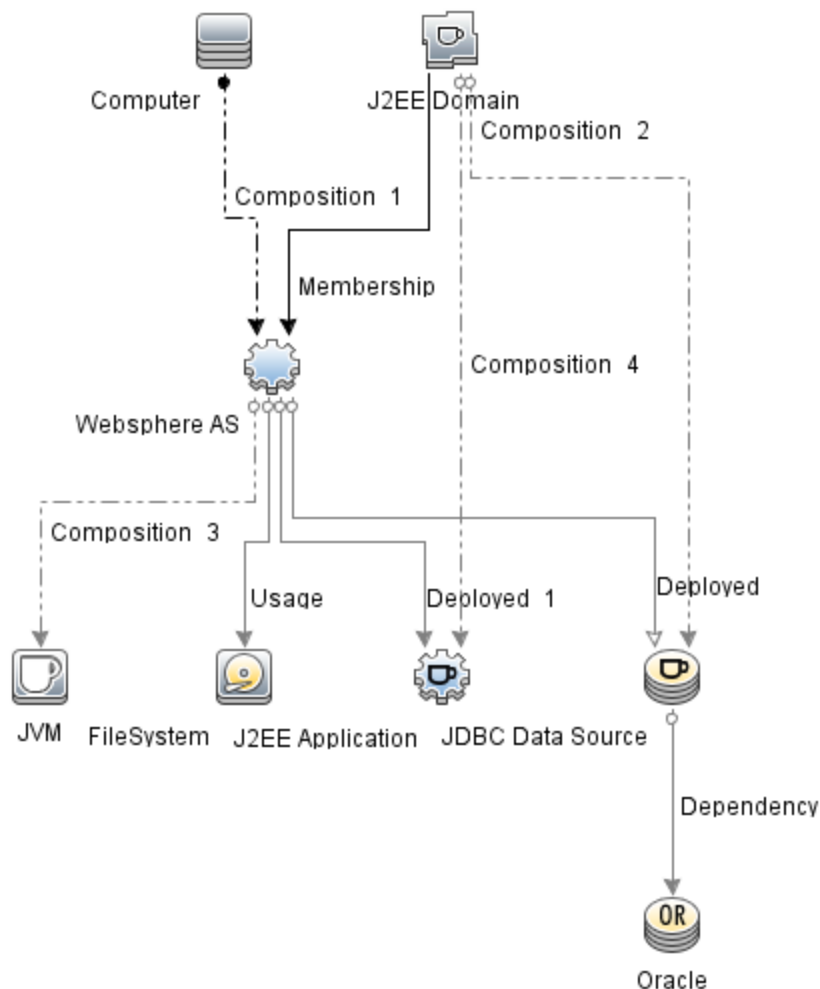 Computer
J2EE Domain
Composition 2
Composition 1
Membership
Composition 4
Websphere AS
Composition 3
Usage
Deployed 1
Deployed
JVM
FileSystem
J2EE Application
JDBC Data Source
Dependency
OR
Oracle